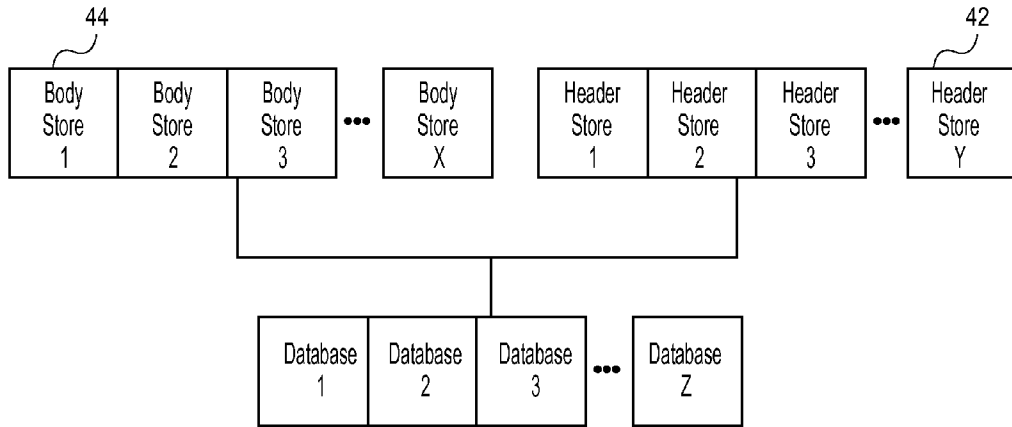 44
42
Body
Store
1
Body
Store
2
Body
Store
3
•••
Body
Store
X
Header
Store
1
Header
Store
2
Header
Store
3
•••
Header
Store
Y
Database
1
Database
2
Database
3
•••
Database
Z